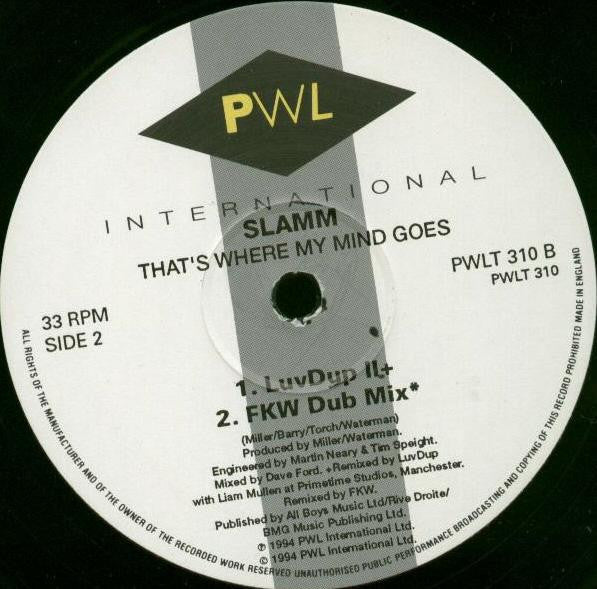 PWL
INTERNATIONAL
SLAMM
THAT'S WHERE MY MIND GOES
PWLT 310 B
PWLT 310
33 RPM
SIDE 2
1. LuvDup II+
2. FKW Dub Mix*
(Miller/Barry/Torch/Waterman)
Produced by Miller/Waterman.
Engineered by Martin Neary & Tim Speight.
Mixed by Dave Ford. +Remixed by LuvDup
with Liam Mullen at Primetime Studios, Manchester.
Remixed by FKW.
Published by All Boys Music Ltd/Rive Droite/
BMG Music Publishing Ltd.
℗ 1994 PWL International Ltd.
© 1994 PWL International Ltd.
ALL RIGHTS OF THE MANUFACTURER AND OF THE OWNER OF THE RECORDED WORK RESERVED UNAUTHORISED PUBLIC PERFORMANCE BROADCASTING AND COPYING OF THIS RECORD PROHIBITED MADE IN ENGLAND